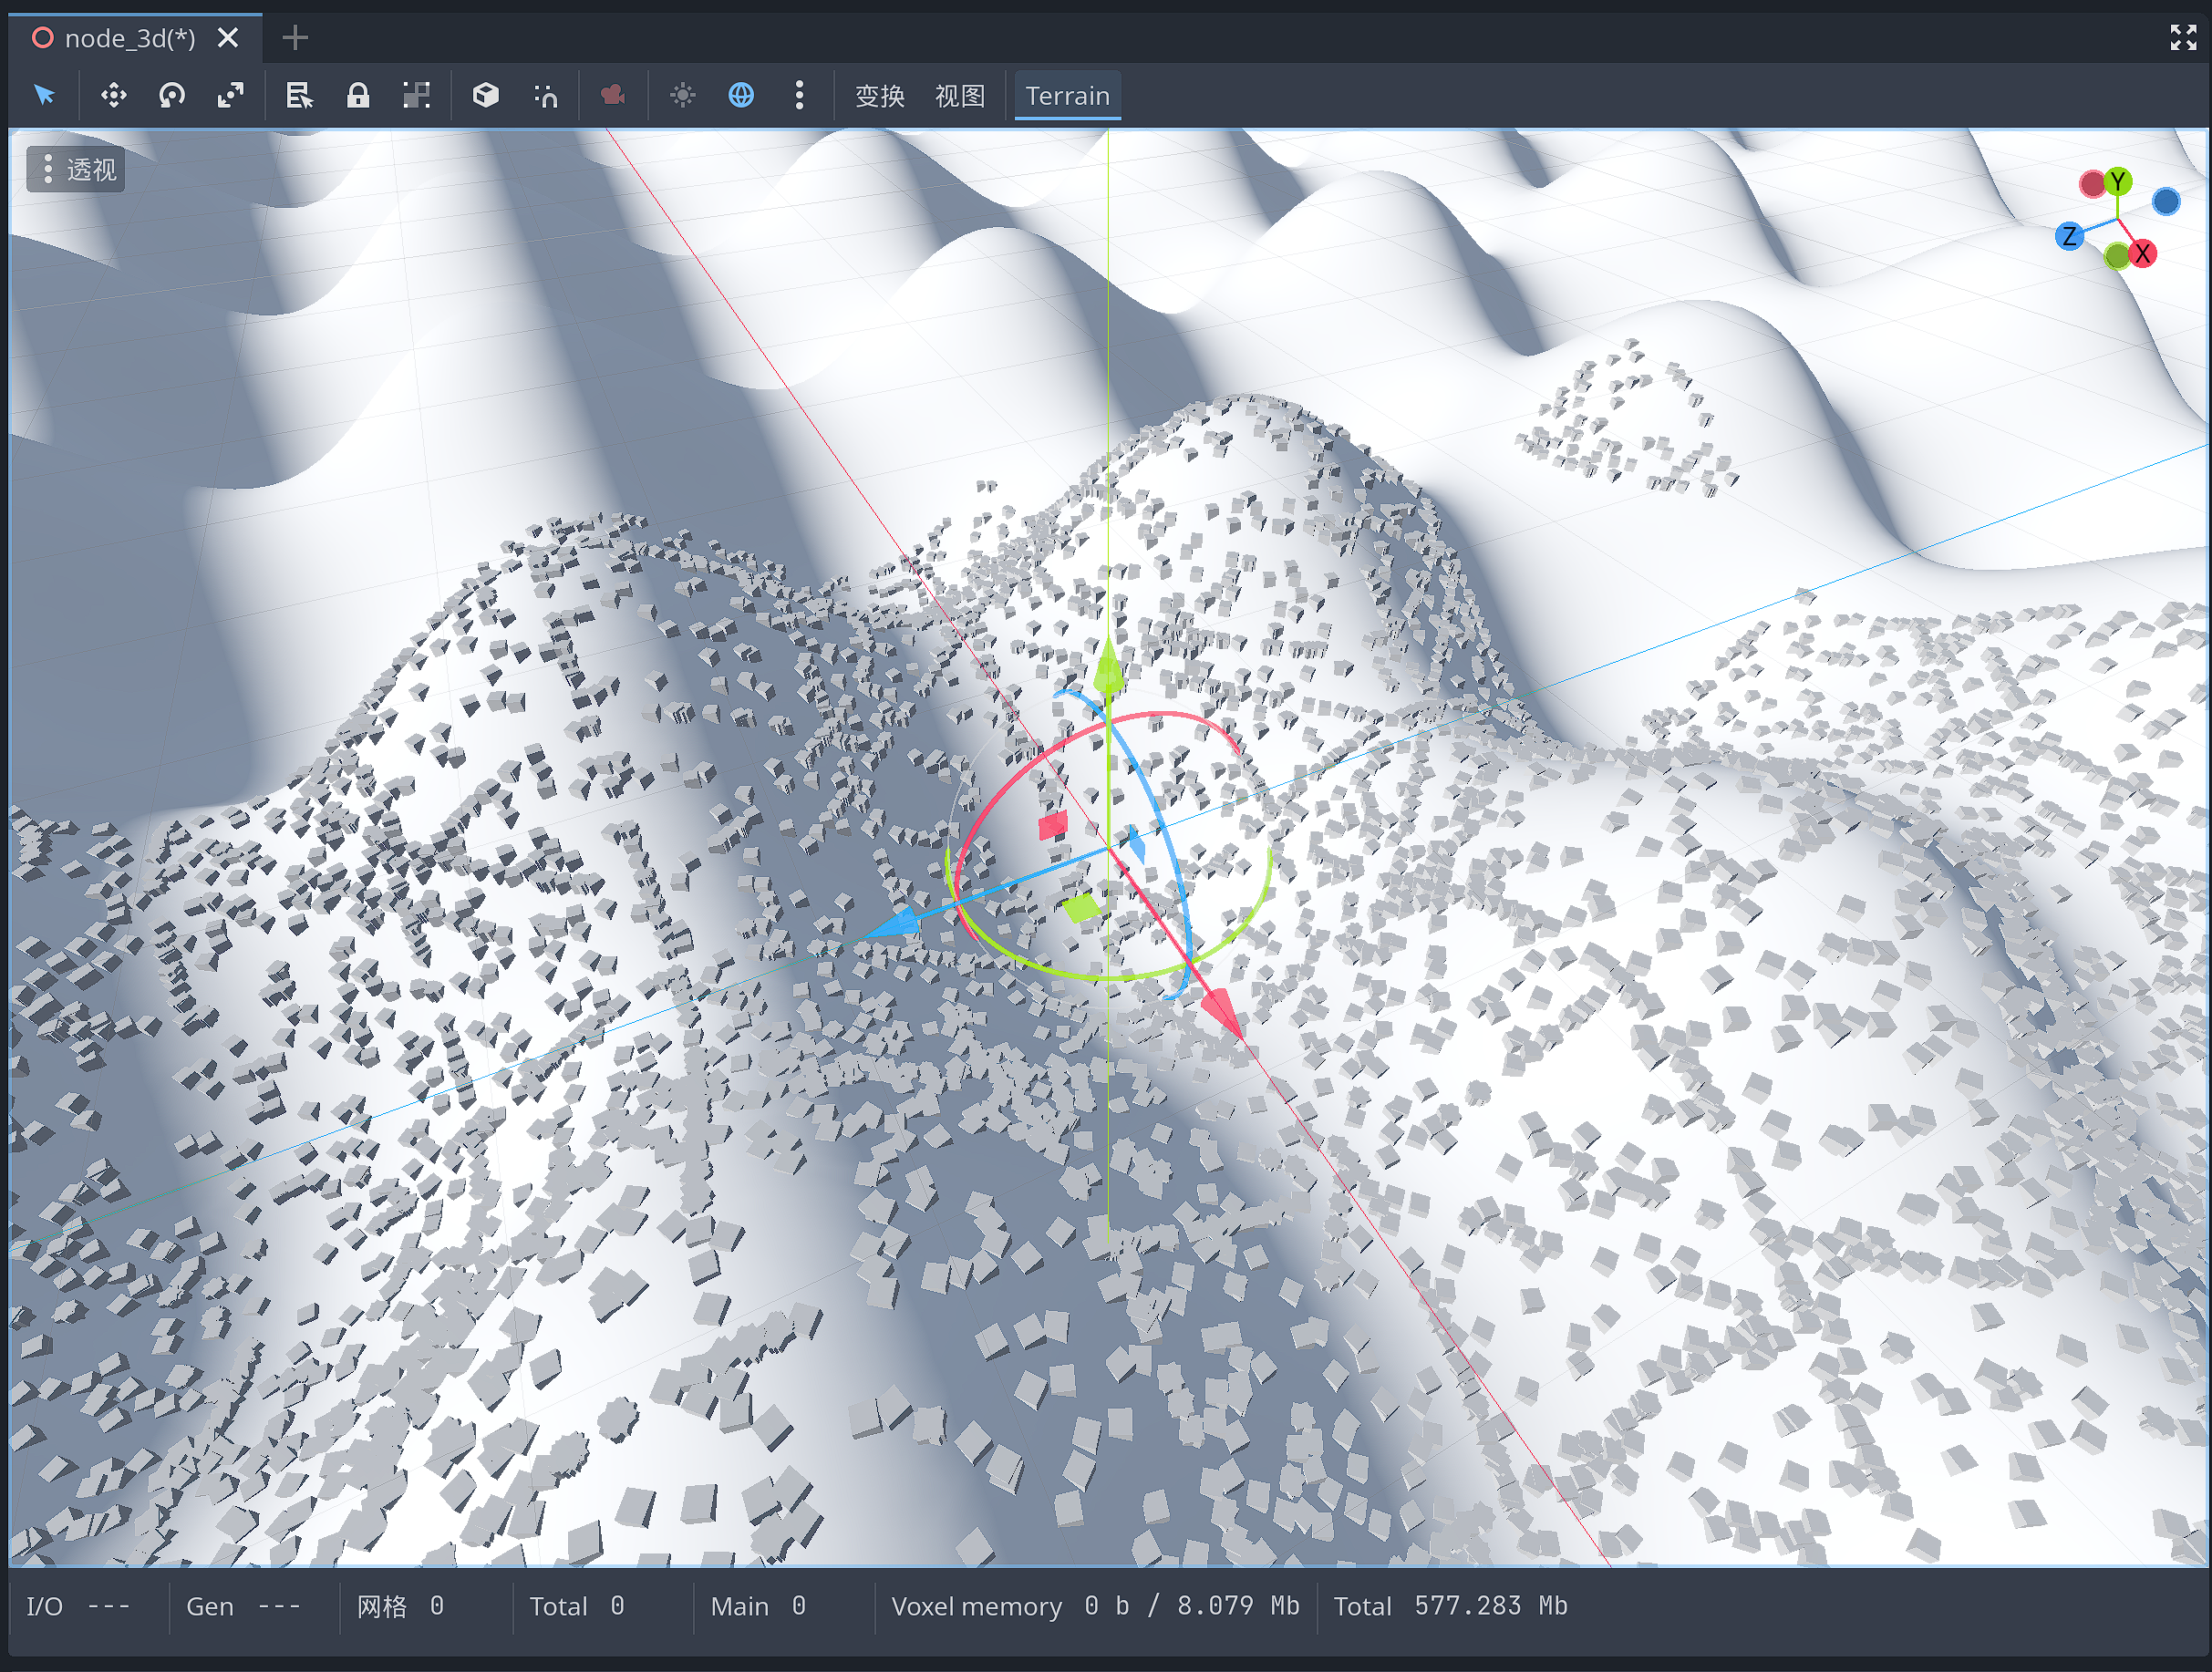 node_3d(*)
变换 视图 Terrain
透视
Y
Z
X
I/O --- Gen --- 网格 0 Total 0 Main 0 Voxel memory 0 b / 8.079 Mb Total 577.283 Mb